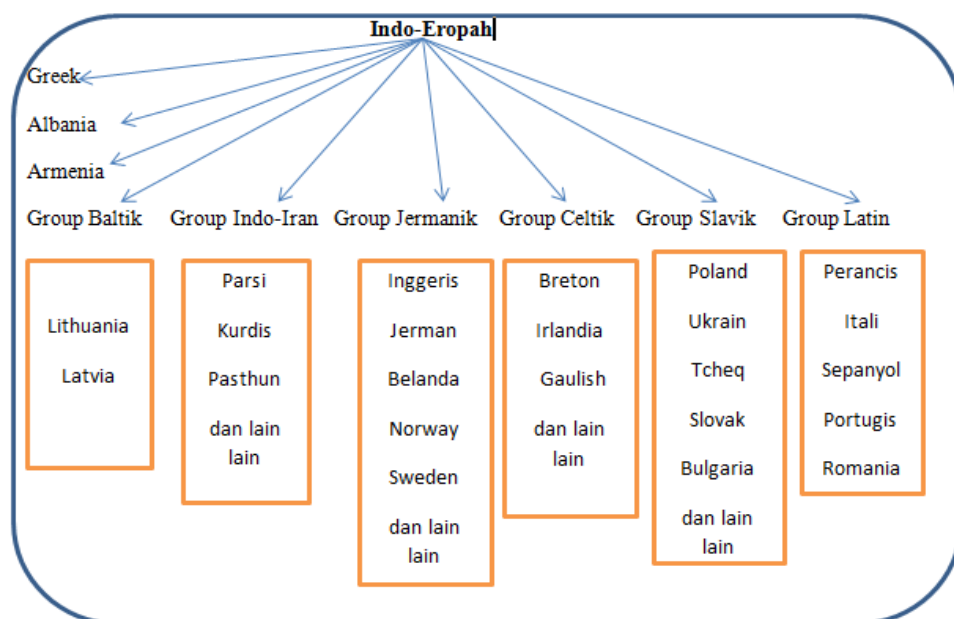 Indo-Eropah
Greek
Albania
Armenia
Group Baltik
Group Indo-Iran
Group Jermanik
Group Celtik
Group Slavik
Group Latin
Lithuania
Latvia
Parsi
Kurdis
Pasthun
dan lain
lain
Inggeris
Jerman
Belanda
Norway
Sweden
dan lain
lain
Breton
Irlandia
Gaulish
dan lain
lain
Poland
Ukrain
Tcheq
Slovak
Bulgaria
dan lain
lain
Perancis
Itali
Sepanyol
Portugis
Romania